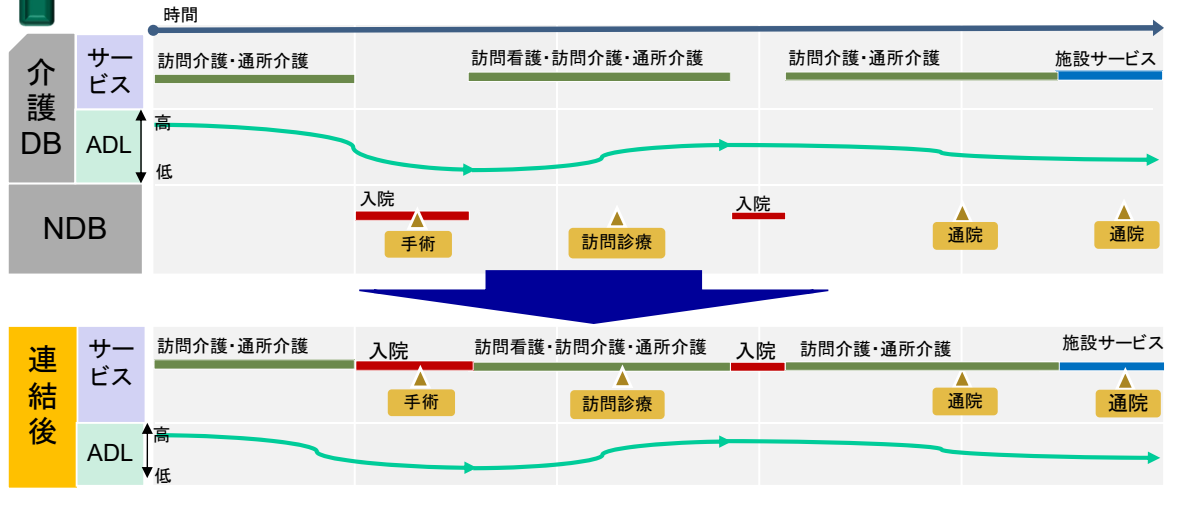 時間
介護DB
サービス
訪問介護・通所介護
訪問看護・訪問介護・通所介護
訪問介護・通所介護
施設サービス
ADL
高
低
NDB
入院
手術
訪問診療
入院
通院
通院
連結後
サービス
訪問介護・通所介護
入院
訪問看護・訪問介護・通所介護
入院
訪問介護・通所介護
施設サービス
手術
訪問診療
通院
通院
ADL
高
低